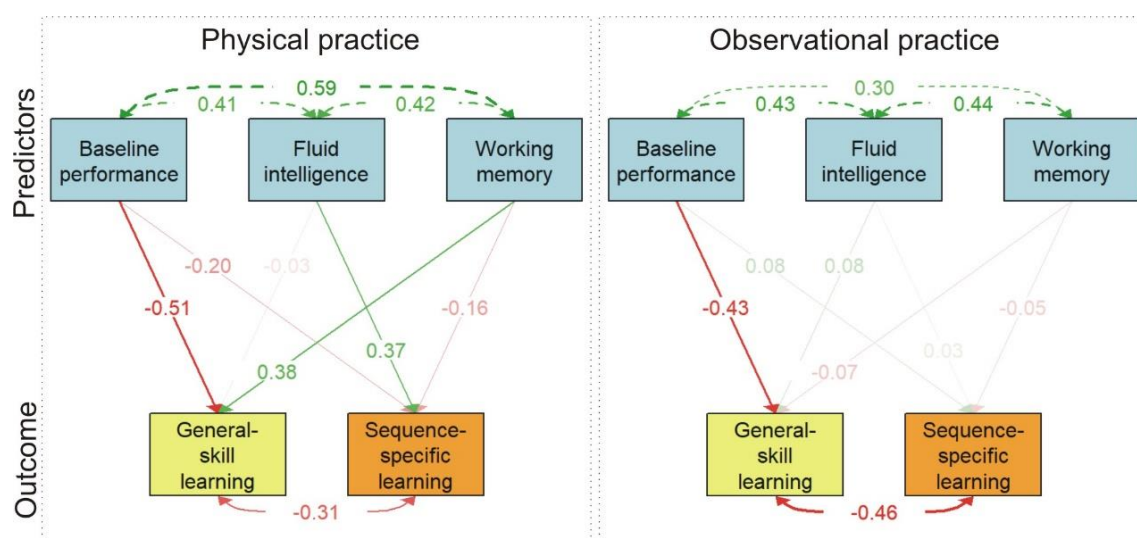 Physical practice
Predictors
0.59
0.41
0.42
Baseline
performance
Fluid
intelligence
Working
memory
-0.20
-0.03
-0.51
-0.16
0.37
0.38
Outcome
General-
skill
learning
Sequence-
specific
learning
-0.31
Observational practice
0.30
0.43
0.44
Baseline
performance
Fluid
intelligence
Working
memory
0.08
0.08
-0.43
-0.05
0.03
-0.07
General-
skill
learning
Sequence-
specific
learning
-0.46